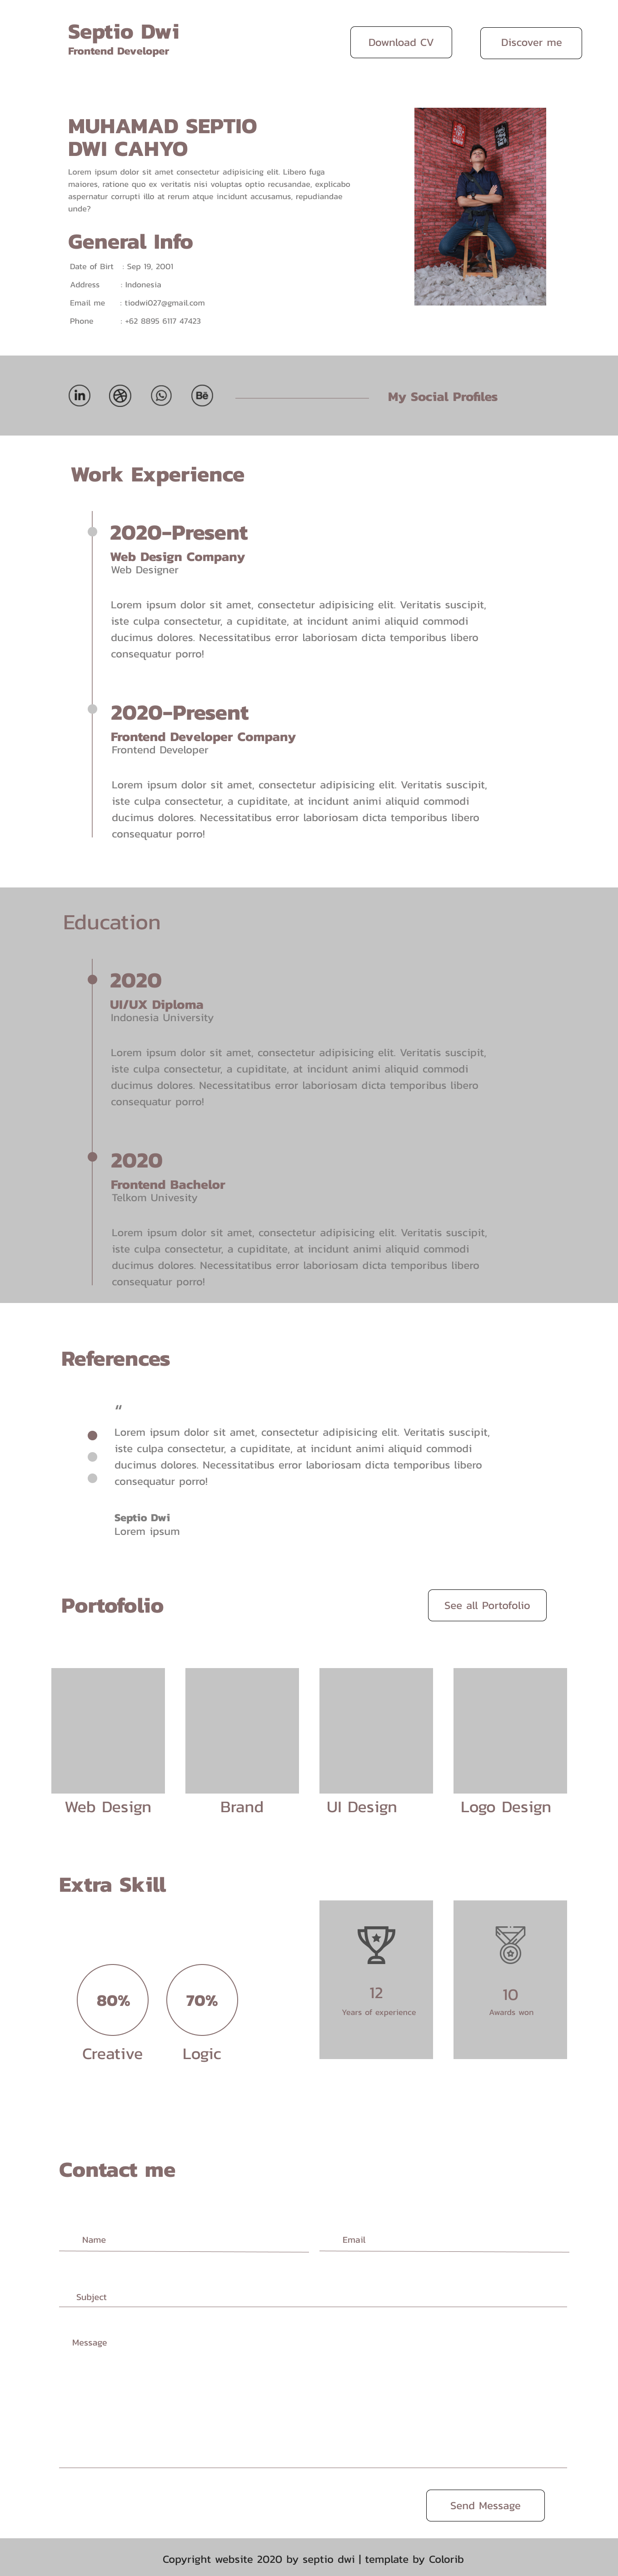 Septio Dwi
Frontend Developer
Download CV
Discover me
MUHAMAD SEPTIO
DWI CAHYO
Lorem ipsum dolor sit amet consectetur adipisicing elit. Libero fuga
maiores, ratione quo ex veritatis nisi voluptas optio recusandae, explicabo
aspernatur corrupti illo at rerum atque incidunt accusamus, repudiandae
unde?
General Info
Date of Birt : Sep 19, 2001
Address : Indonesia
Email me : tiodwi027@gmail.com
Phone : +62 8895 6117 47423
in
Bē
My Social Profiles
Work Experience
2020-Present
Web Design Company
Web Designer
Lorem ipsum dolor sit amet, consectetur adipisicing elit. Veritatis suscipit,
iste culpa consectetur, a cupiditate, at incidunt animi aliquid commodi
ducimus dolores. Necessitatibus error laboriosam dicta temporibus libero
consequatur porro!
2020-Present
Frontend Developer Company
Frontend Developer
Lorem ipsum dolor sit amet, consectetur adipisicing elit. Veritatis suscipit,
iste culpa consectetur, a cupiditate, at incidunt animi aliquid commodi
ducimus dolores. Necessitatibus error laboriosam dicta temporibus libero
consequatur porro!
Education
2020
UI/UX Diploma
Indonesia University
Lorem ipsum dolor sit amet, consectetur adipisicing elit. Veritatis suscipit,
iste culpa consectetur, a cupiditate, at incidunt animi aliquid commodi
ducimus dolores. Necessitatibus error laboriosam dicta temporibus libero
consequatur porro!
2020
Frontend Bachelor
Telkom Univesity
Lorem ipsum dolor sit amet, consectetur adipisicing elit. Veritatis suscipit,
iste culpa consectetur, a cupiditate, at incidunt animi aliquid commodi
ducimus dolores. Necessitatibus error laboriosam dicta temporibus libero
consequatur porro!
References
“
Lorem ipsum dolor sit amet, consectetur adipisicing elit. Veritatis suscipit,
iste culpa consectetur, a cupiditate, at incidunt animi aliquid commodi
ducimus dolores. Necessitatibus error laboriosam dicta temporibus libero
consequatur porro!
Septio Dwi
Lorem ipsum
Portofolio
See all Portofolio
Web Design
Brand
UI Design
Logo Design
Extra Skill
80%
70%
Creative
Logic
12
Years of experience
10
Awards won
Contact me
Name
Email
Subject
Message
Send Message
Copyright website 2020 by septio dwi | template by Colorib